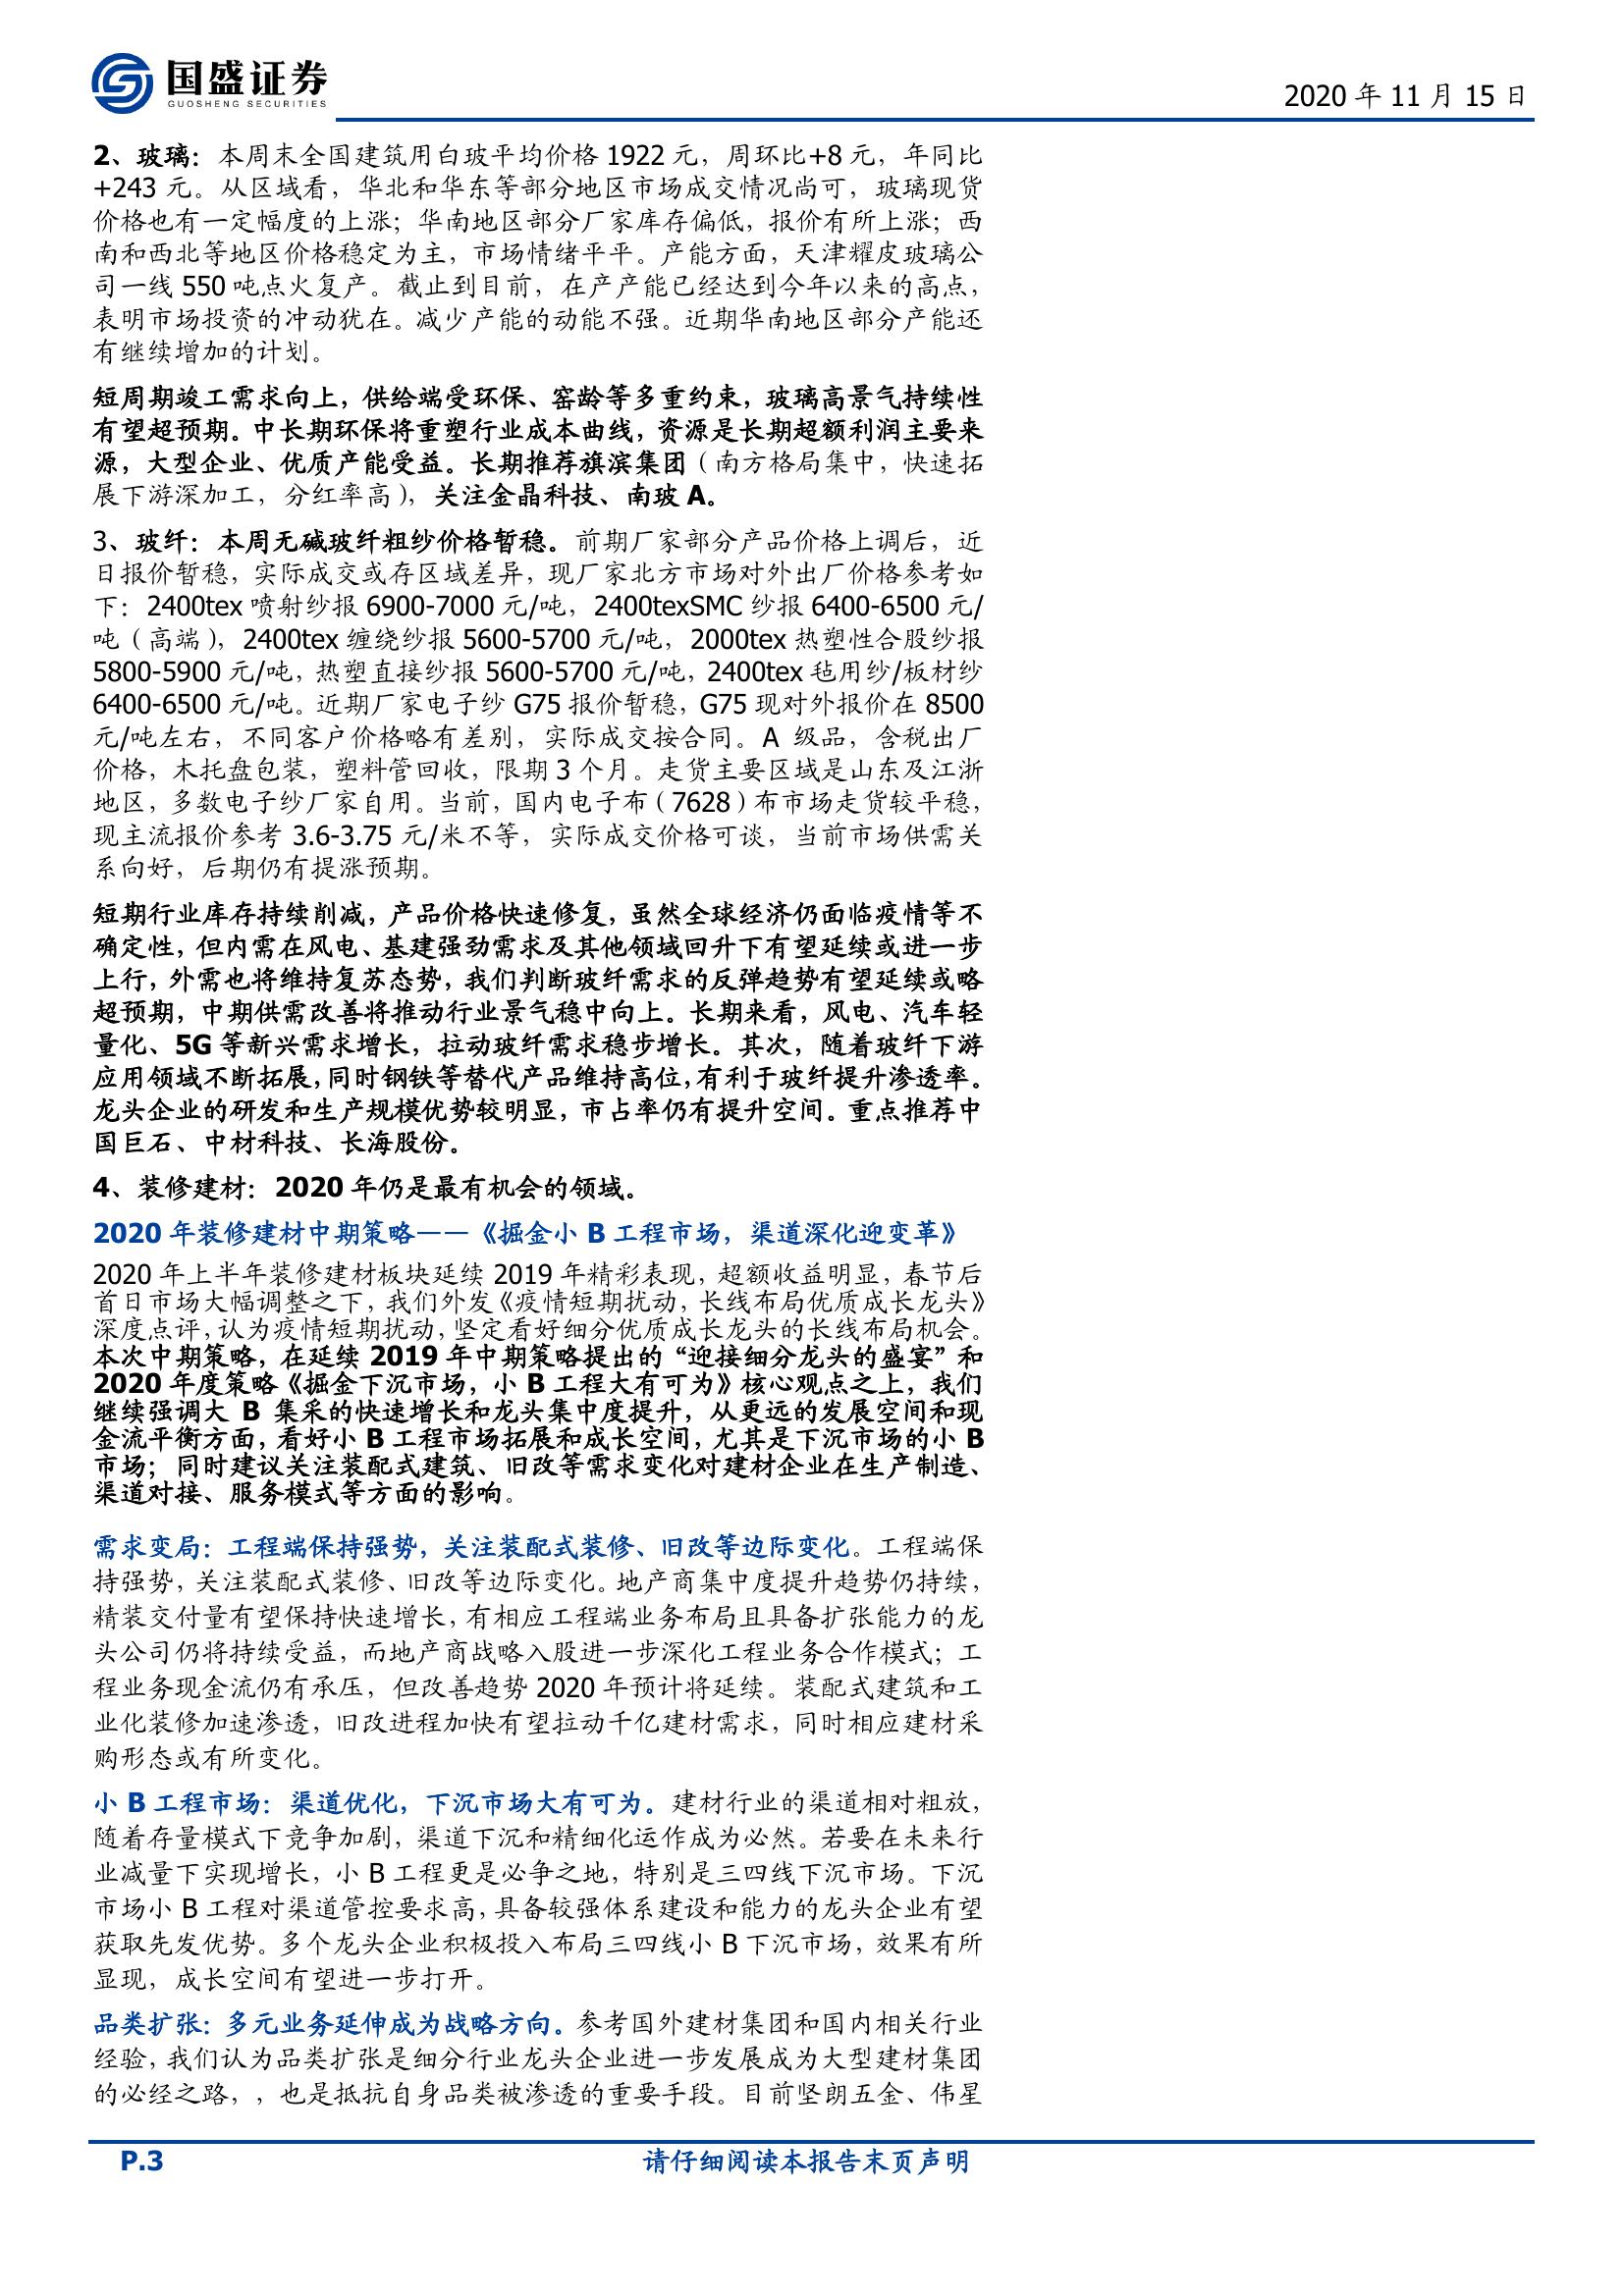 国盛证券
GUOSHENG SECURITIES
2020 年 11 月 15 日
2、玻璃：本周末全国建筑用白玻平均价格 1922 元，周环比+8 元，年同比
+243 元。从区域看，华北和华东等部分地区市场成交情况尚可，玻璃现货
价格也有一定幅度的上涨；华南地区部分厂家库存偏低，报价有所上涨；西
南和西北等地区价格稳定为主，市场情绪平平。产能方面，天津耀皮玻璃公
司一线 550 吨点火复产。截止到目前，在产产能已经达到今年以来的高点，
表明市场投资的冲动犹在。减少产能的动能不强。近期华南地区部分产能还
有继续增加的计划。
短周期竣工需求向上，供给端受环保、窑龄等多重约束，玻璃高景气持续性
有望超预期。中长期环保将重塑行业成本曲线，资源是长期超额利润主要来
源，大型企业、优质产能受益。长期推荐旗滨集团（南方格局集中，快速拓
展下游深加工，分红率高），关注金晶科技、南玻 A。
3、玻纤：本周无碱玻纤粗纱价格暂稳。前期厂家部分产品价格上调后，近
日报价暂稳，实际成交或存区域差异，现厂家北方市场对外出厂价格参考如
下：2400tex 喷射纱报 6900-7000 元/吨，2400texSMC 纱报 6400-6500 元/
吨（高端），2400tex 缠绕纱报 5600-5700 元/吨，2000tex 热塑性合股纱报
5800-5900 元/吨，热塑直接纱报 5600-5700 元/吨，2400tex 毡用纱/板材纱
6400-6500 元/吨。近期厂家电子纱 G75 报价暂稳，G75 现对外报价在 8500
元/吨左右，不同客户价格略有差别，实际成交按合同。A 级品，含税出厂
价格，木托盘包装，塑料管回收，限期 3 个月。走货主要区域是山东及江浙
地区，多数电子纱厂家自用。当前，国内电子布（7628）布市场走货较平稳，
现主流报价参考 3.6-3.75 元/米不等，实际成交价格可谈，当前市场供需关
系向好，后期仍有提涨预期。
短期行业库存持续削减，产品价格快速修复，虽然全球经济仍面临疫情等不
确定性，但内需在风电、基建强劲需求及其他领域回升下有望延续或进一步
上行，外需也将维持复苏态势，我们判断玻纤需求的反弹趋势有望延续或略
超预期，中期供需改善将推动行业景气稳中向上。长期来看，风电、汽车轻
量化、5G 等新兴需求增长，拉动玻纤需求稳步增长。其次，随着玻纤下游
应用领域不断拓展，同时钢铁等替代产品维持高位，有利于玻纤提升渗透率。
龙头企业的研发和生产规模优势较明显，市占率仍有提升空间。重点推荐中
国巨石、中材科技、长海股份。
4、装修建材：2020 年仍是最有机会的领域。
2020 年装修建材中期策略——《掘金小 B 工程市场，渠道深化迎变革》
2020 年上半年装修建材板块延续 2019 年精彩表现，超额收益明显，春节后
首日市场大幅调整之下，我们外发《疫情短期扰动，长线布局优质成长龙头》
深度点评，认为疫情短期扰动，坚定看好细分优质成长龙头的长线布局机会。
本次中期策略，在延续 2019 年中期策略提出的“迎接细分龙头的盛宴”和
2020 年度策略《掘金下沉市场，小 B 工程大有可为》核心观点之上，我们
继续强调大 B 集采的快速增长和龙头集中度提升，从更远的发展空间和现
金流平衡方面，看好小 B 工程市场拓展和成长空间，尤其是下沉市场的小 B
市场；同时建议关注装配式建筑、旧改等需求变化对建材企业在生产制造、
渠道对接、服务模式等方面的影响。
需求变局：工程端保持强势，关注装配式装修、旧改等边际变化。工程端保
持强势，关注装配式装修、旧改等边际变化。地产商集中度提升趋势仍持续，
精装交付量有望保持快速增长，有相应工程端业务布局且具备扩张能力的龙
头公司仍将持续受益，而地产商战略入股进一步深化工程业务合作模式；工
程业务现金流仍有承压，但改善趋势 2020 年预计将延续。装配式建筑和工
业化装修加速渗透，旧改进程加快有望拉动千亿建材需求，同时相应建材采
购形态或有所变化。
小 B 工程市场：渠道优化，下沉市场大有可为。建材行业的渠道相对粗放，
随着存量模式下竞争加剧，渠道下沉和精细化运作成为必然。若要在未来行
业减量下实现增长，小 B 工程更是必争之地，特别是三四线下沉市场。下沉
市场小 B 工程对渠道管控要求高，具备较强体系建设和能力的龙头企业有望
获取先发优势。多个龙头企业积极投入布局三四线小 B 下沉市场，效果有所
显现，成长空间有望进一步打开。
品类扩张：多元业务延伸成为战略方向。参考国外建材集团和国内相关行业
经验，我们认为品类扩张是细分行业龙头企业进一步发展成为大型建材集团
的必经之路，，也是抵抗自身品类被渗透的重要手段。目前坚朗五金、伟星
P.3
请仔细阅读本报告末页声明